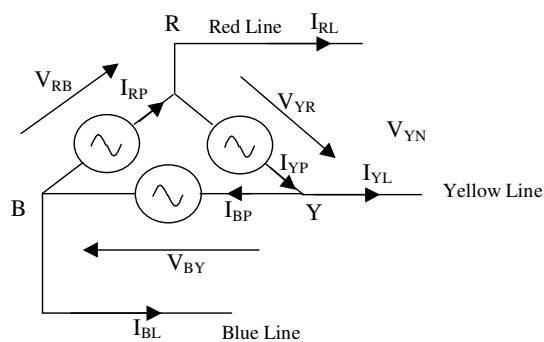 R Red Line I_RL
V_RB I_RP V_YR V_YN
I_YP I_YL
B I_BP Y Yellow Line
V_BY
I_BL Blue Line